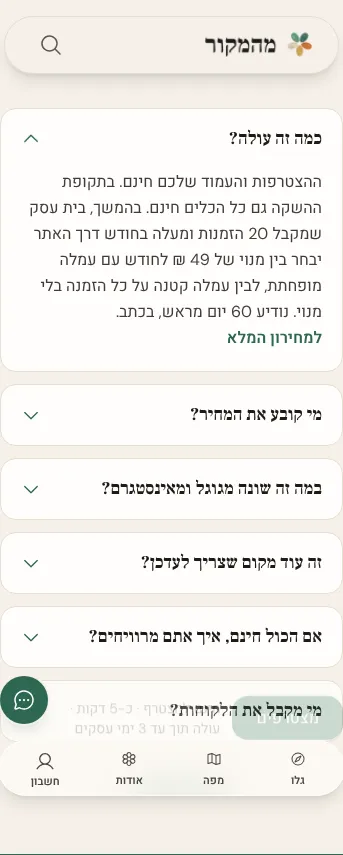 מהמקור
כמה זה עולה?
ההצטרפות והעמוד שלכם חינם. בתקופת
ההשקה גם כל הכלים חינם. בהמשך, בית עסק
שמקבל 20 הזמנות ומעלה בחודש דרך האתר
יבחר בין מנוי של 49 ₪ לחודש עם עמלה
מופחתת, לבין עמלה קטנה על כל הזמנה בלי
מנוי. נודיע 60 יום מראש, בכתב.
למחירון המלא
מי קובע את המחיר?
במה זה שונה מגוגל ומאינסטגרם?
זה עוד מקום שצריך לעדכן?
אם הכול חינם, איך אתם מרוויחים?
מי מקבל את הלקוחות?
מצטרפים
· כ-5 דקות ·
עולה תוך עד 3 ימי עסקים
גלו
מפה
אודות
חשבון